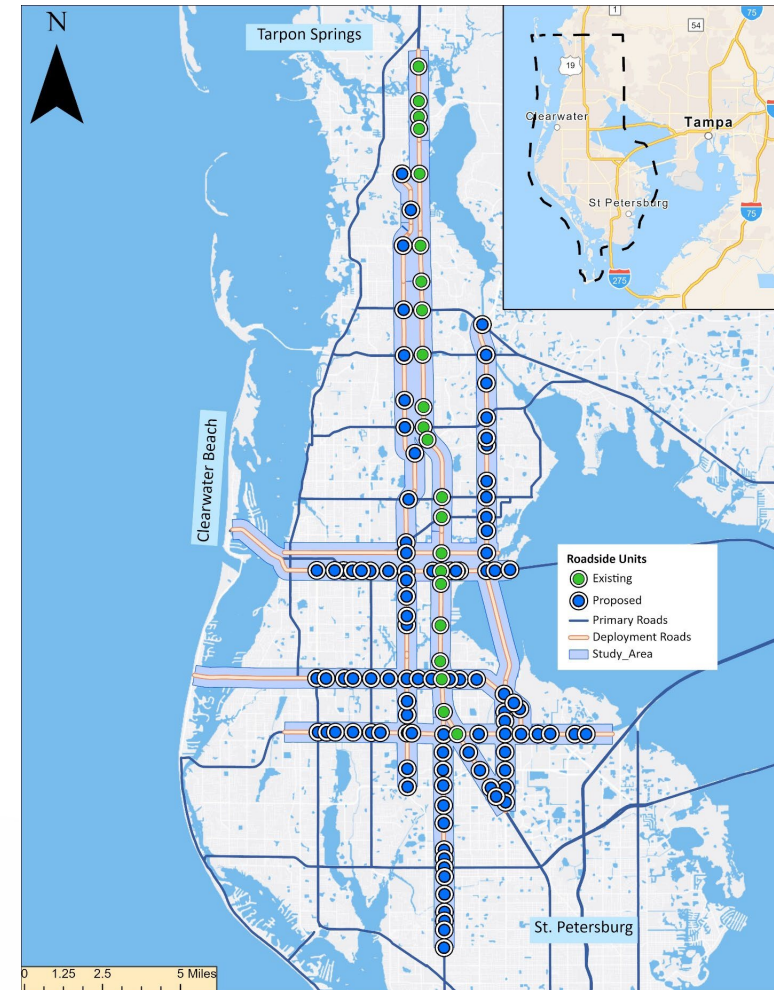 N
Tarpon Springs
1
54
75
19
Clearwater
Tampa
St Petersburg
75
275
Clearwater Beach
Roadside Units
Existing
Proposed
Primary Roads
Deployment Roads
Study_Area
St. Petersburg
0 1.25 2.5 5 Miles